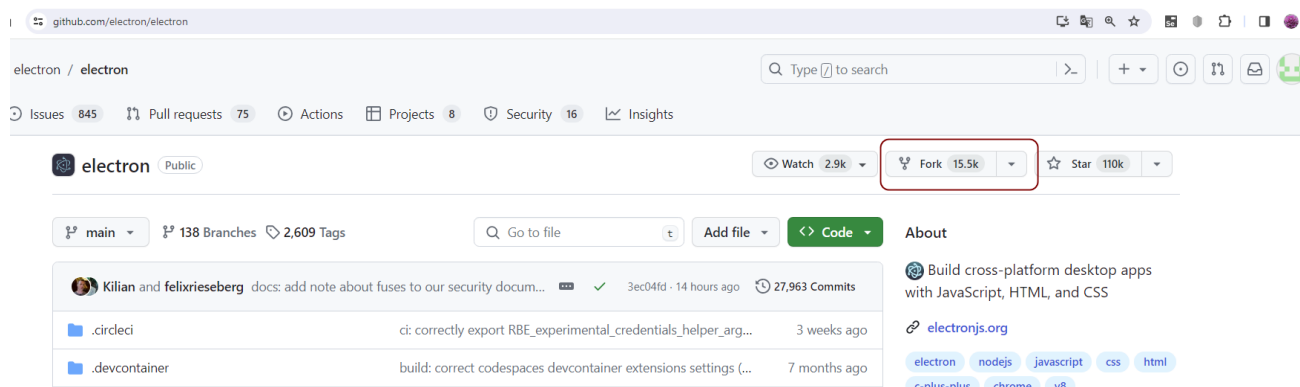 github.com/electron/electron
electron / electron
Type / to search
Issues 845 Pull requests 75 Actions Projects 8 Security 16 Insights
electron Public Watch 2.9k Fork 15.5k Star 110k
main 138 Branches 2,609 Tags Go to file t Add file <> Code About
Build cross-platform desktop apps
with JavaScript, HTML, and CSS
Kilian and felixrieseberg docs: add note about fuses to our security docum... 3ec04fd · 14 hours ago 27,963 Commits
.circleci ci: correctly export RBE_experimental_credentials_helper_arg... 3 weeks ago
electronjs.org
.devcontainer build: correct codespaces devcontainer extensions settings (... 7 months ago
electron nodejs javascript css html
c-plus-plus chrome v8